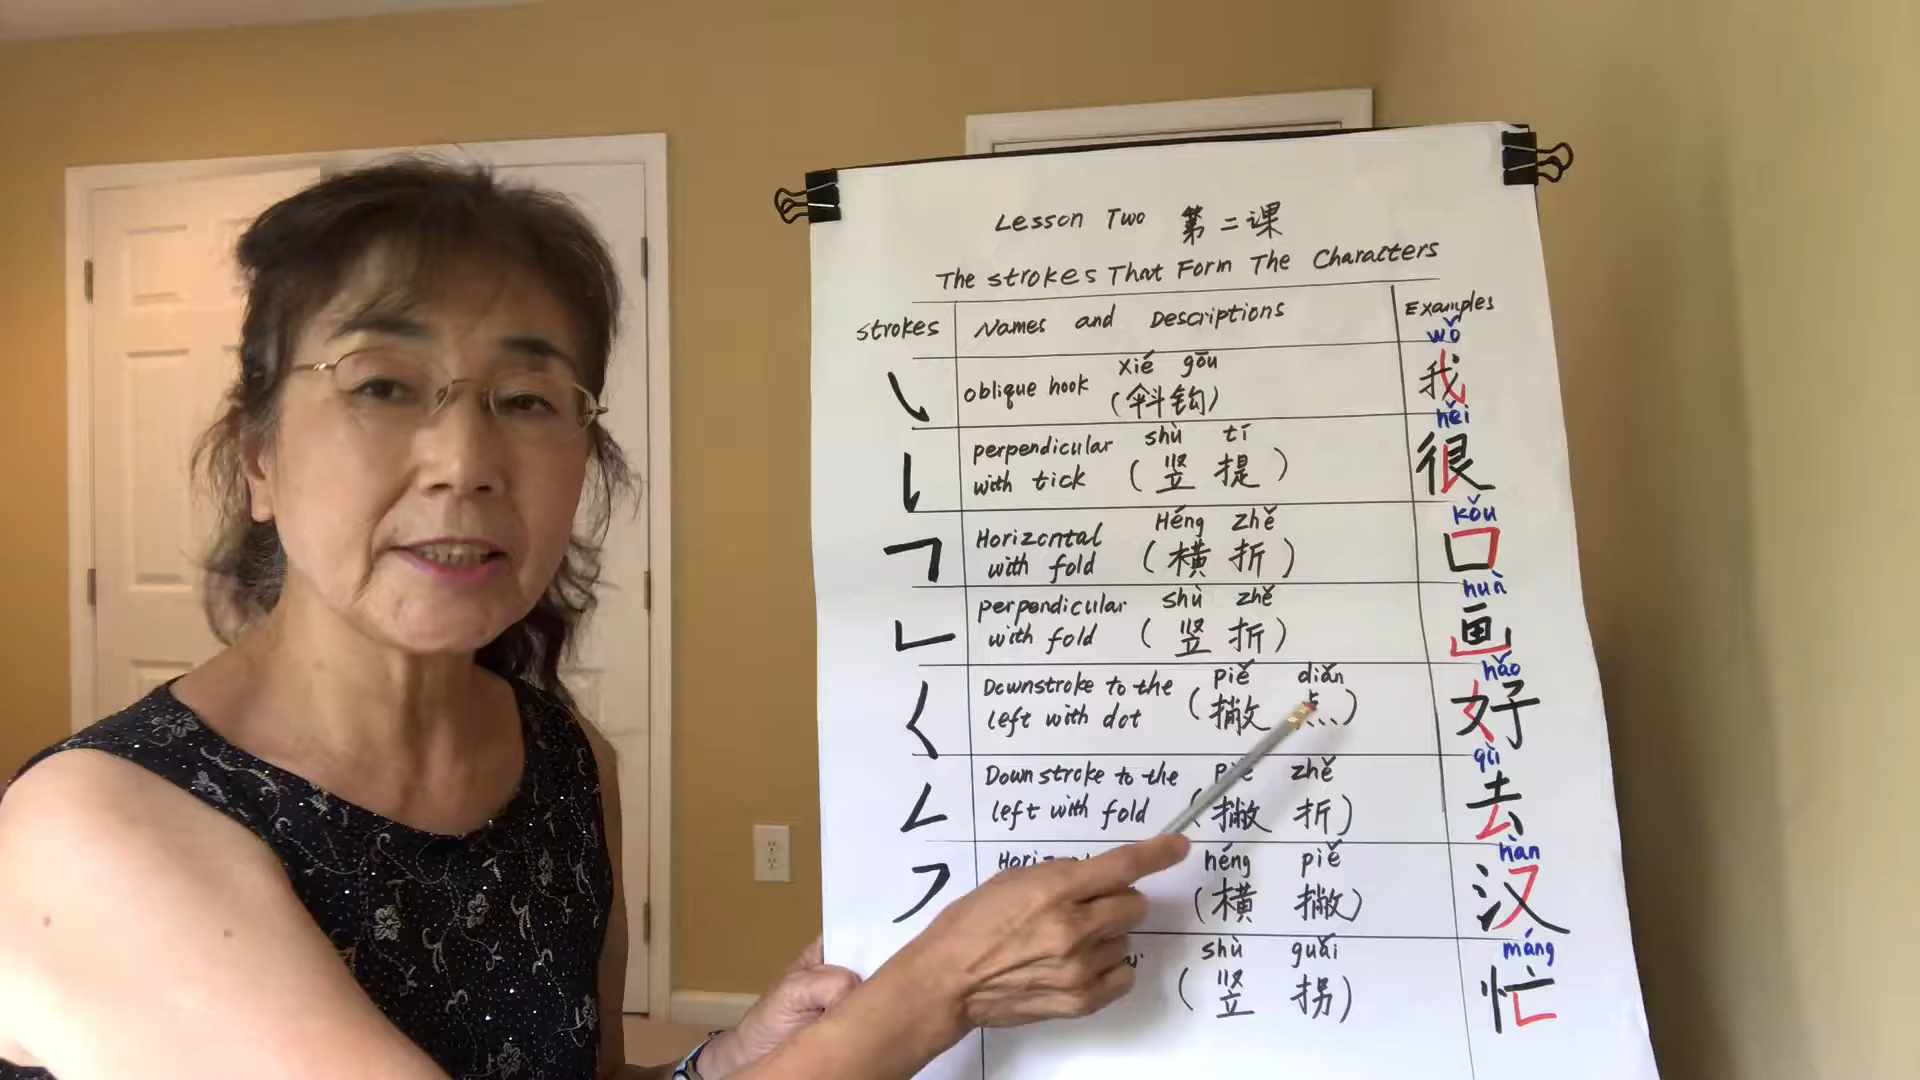 Lesson Two 第二课
The strokes That Form The Characters
strokes Names and Descriptions Examples
wǒ
oblique hook xié gōu (斜钩) 我
hěi
perpendicular shù tí
with tick (竖提) 很
kǒu
Horizontal Héng Zhě
with fold (横折) 口
huà
perpendicular shù zhě
with fold (竖折) 画
hǎo
Downstroke to the piě diǎn
left with dot (撇点) 好
qù
Downstroke to the piě zhě
left with fold (撇折) 去
hàn
héng piě
(横撇) 汉
máng
shù guǎi
(竖拐) 忙